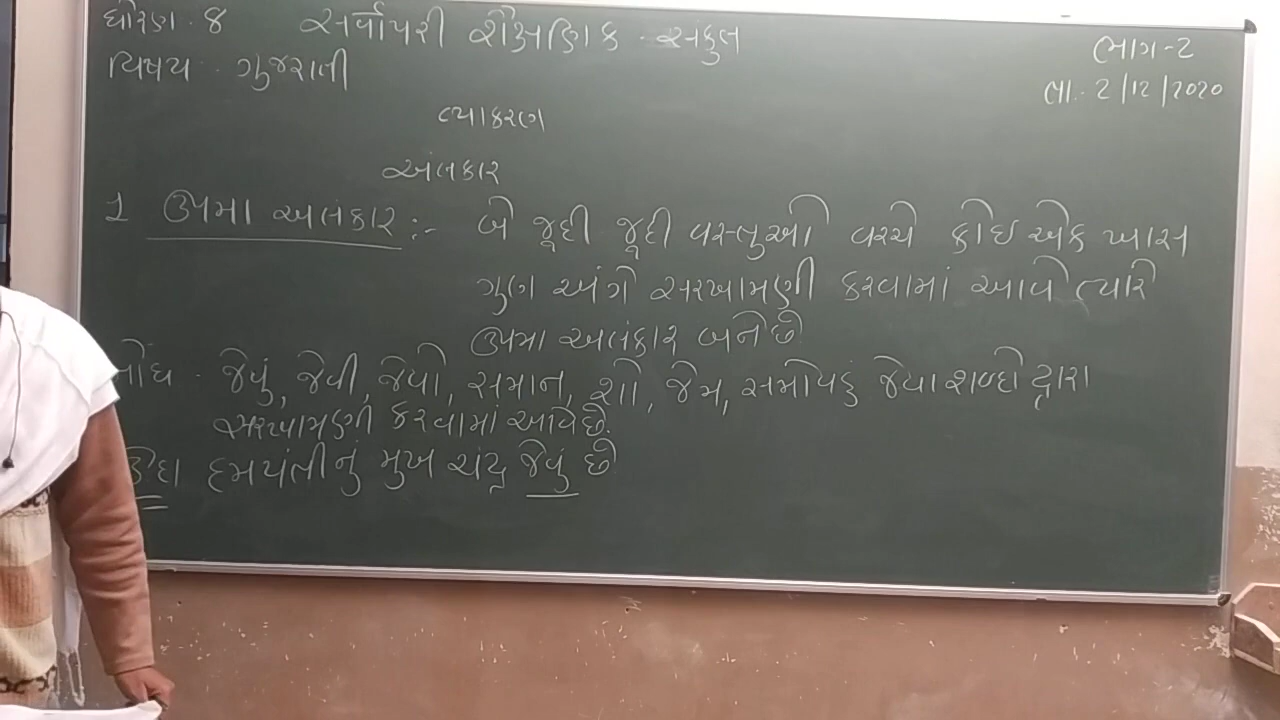 ધોરણ. 8 સર્વોપરી શૈક્ષણિક. સંકુલ ભાગ-2
વિષય. ગુજરાતી તા. 2/12/2020
વ્યાકરણ
અલંકાર
1 ઉપમા અલંકાર :- બે જૂદી જૂદી વસ્તુઓ વચ્ચે કોઇ એક ખાસ
ગુણ અંગે સરખામણી કરવામાં આવે ત્યારે
ઉપમા અલંકાર બને છે
નોંધ. જેવું, જેવી, જેવો, સમાન, શો, જેમ, સમોવડું જેવા શબ્દો દ્વારા
સરખામણી કરવામાં આવે છે.
ઊદા દમયંતીનું મુખ ચંદ્ર જેવું છે